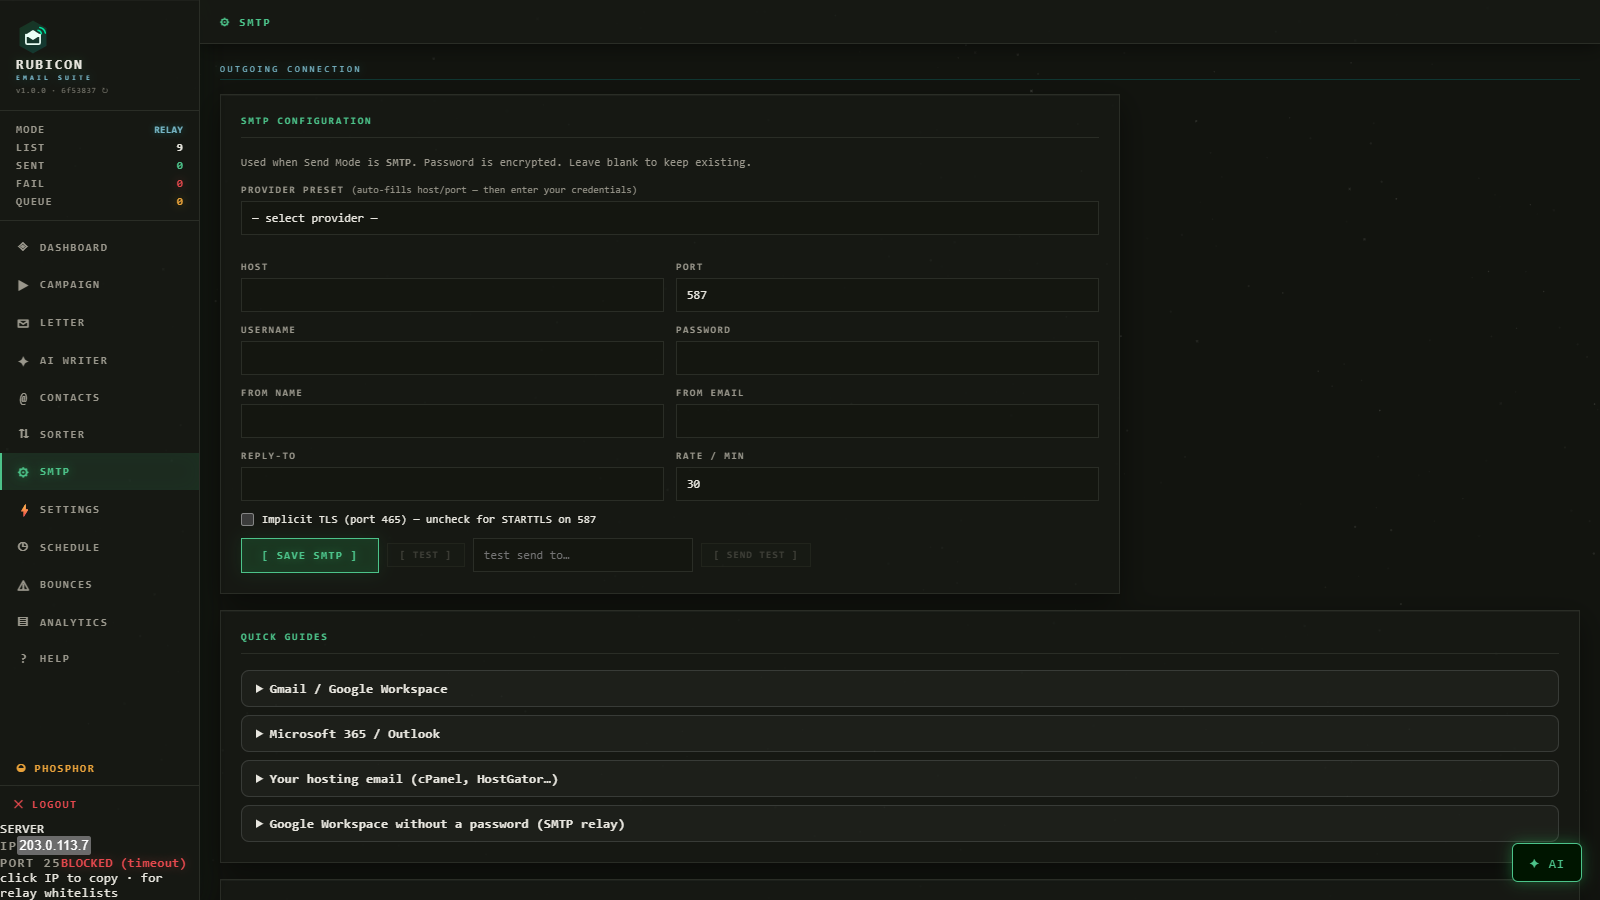 RUBICON
EMAIL SUITE
v1.0.0 · 6f53837 ↻
MODE RELAY
LIST 9
SENT 0
FAIL 0
QUEUE 0
DASHBOARD
CAMPAIGN
LETTER
AI WRITER
@ CONTACTS
SORTER
SMTP
SETTINGS
SCHEDULE
BOUNCES
ANALYTICS
? HELP
PHOSPHOR
LOGOUT
SERVER
IP 203.0.113.7
PORT 25 BLOCKED (timeout)
click IP to copy · for
relay whitelists
SMTP
OUTGOING CONNECTION
SMTP CONFIGURATION
Used when Send Mode is SMTP. Password is encrypted. Leave blank to keep existing.
PROVIDER PRESET (auto-fills host/port — then enter your credentials)
— select provider —
HOST PORT
587
USERNAME PASSWORD
FROM NAME FROM EMAIL
REPLY-TO RATE / MIN
30
Implicit TLS (port 465) — uncheck for STARTTLS on 587
[ SAVE SMTP ] [ TEST ] test send to… [ SEND TEST ]
QUICK GUIDES
▶ Gmail / Google Workspace
▶ Microsoft 365 / Outlook
▶ Your hosting email (cPanel, HostGator…)
▶ Google Workspace without a password (SMTP relay)
✦ AI